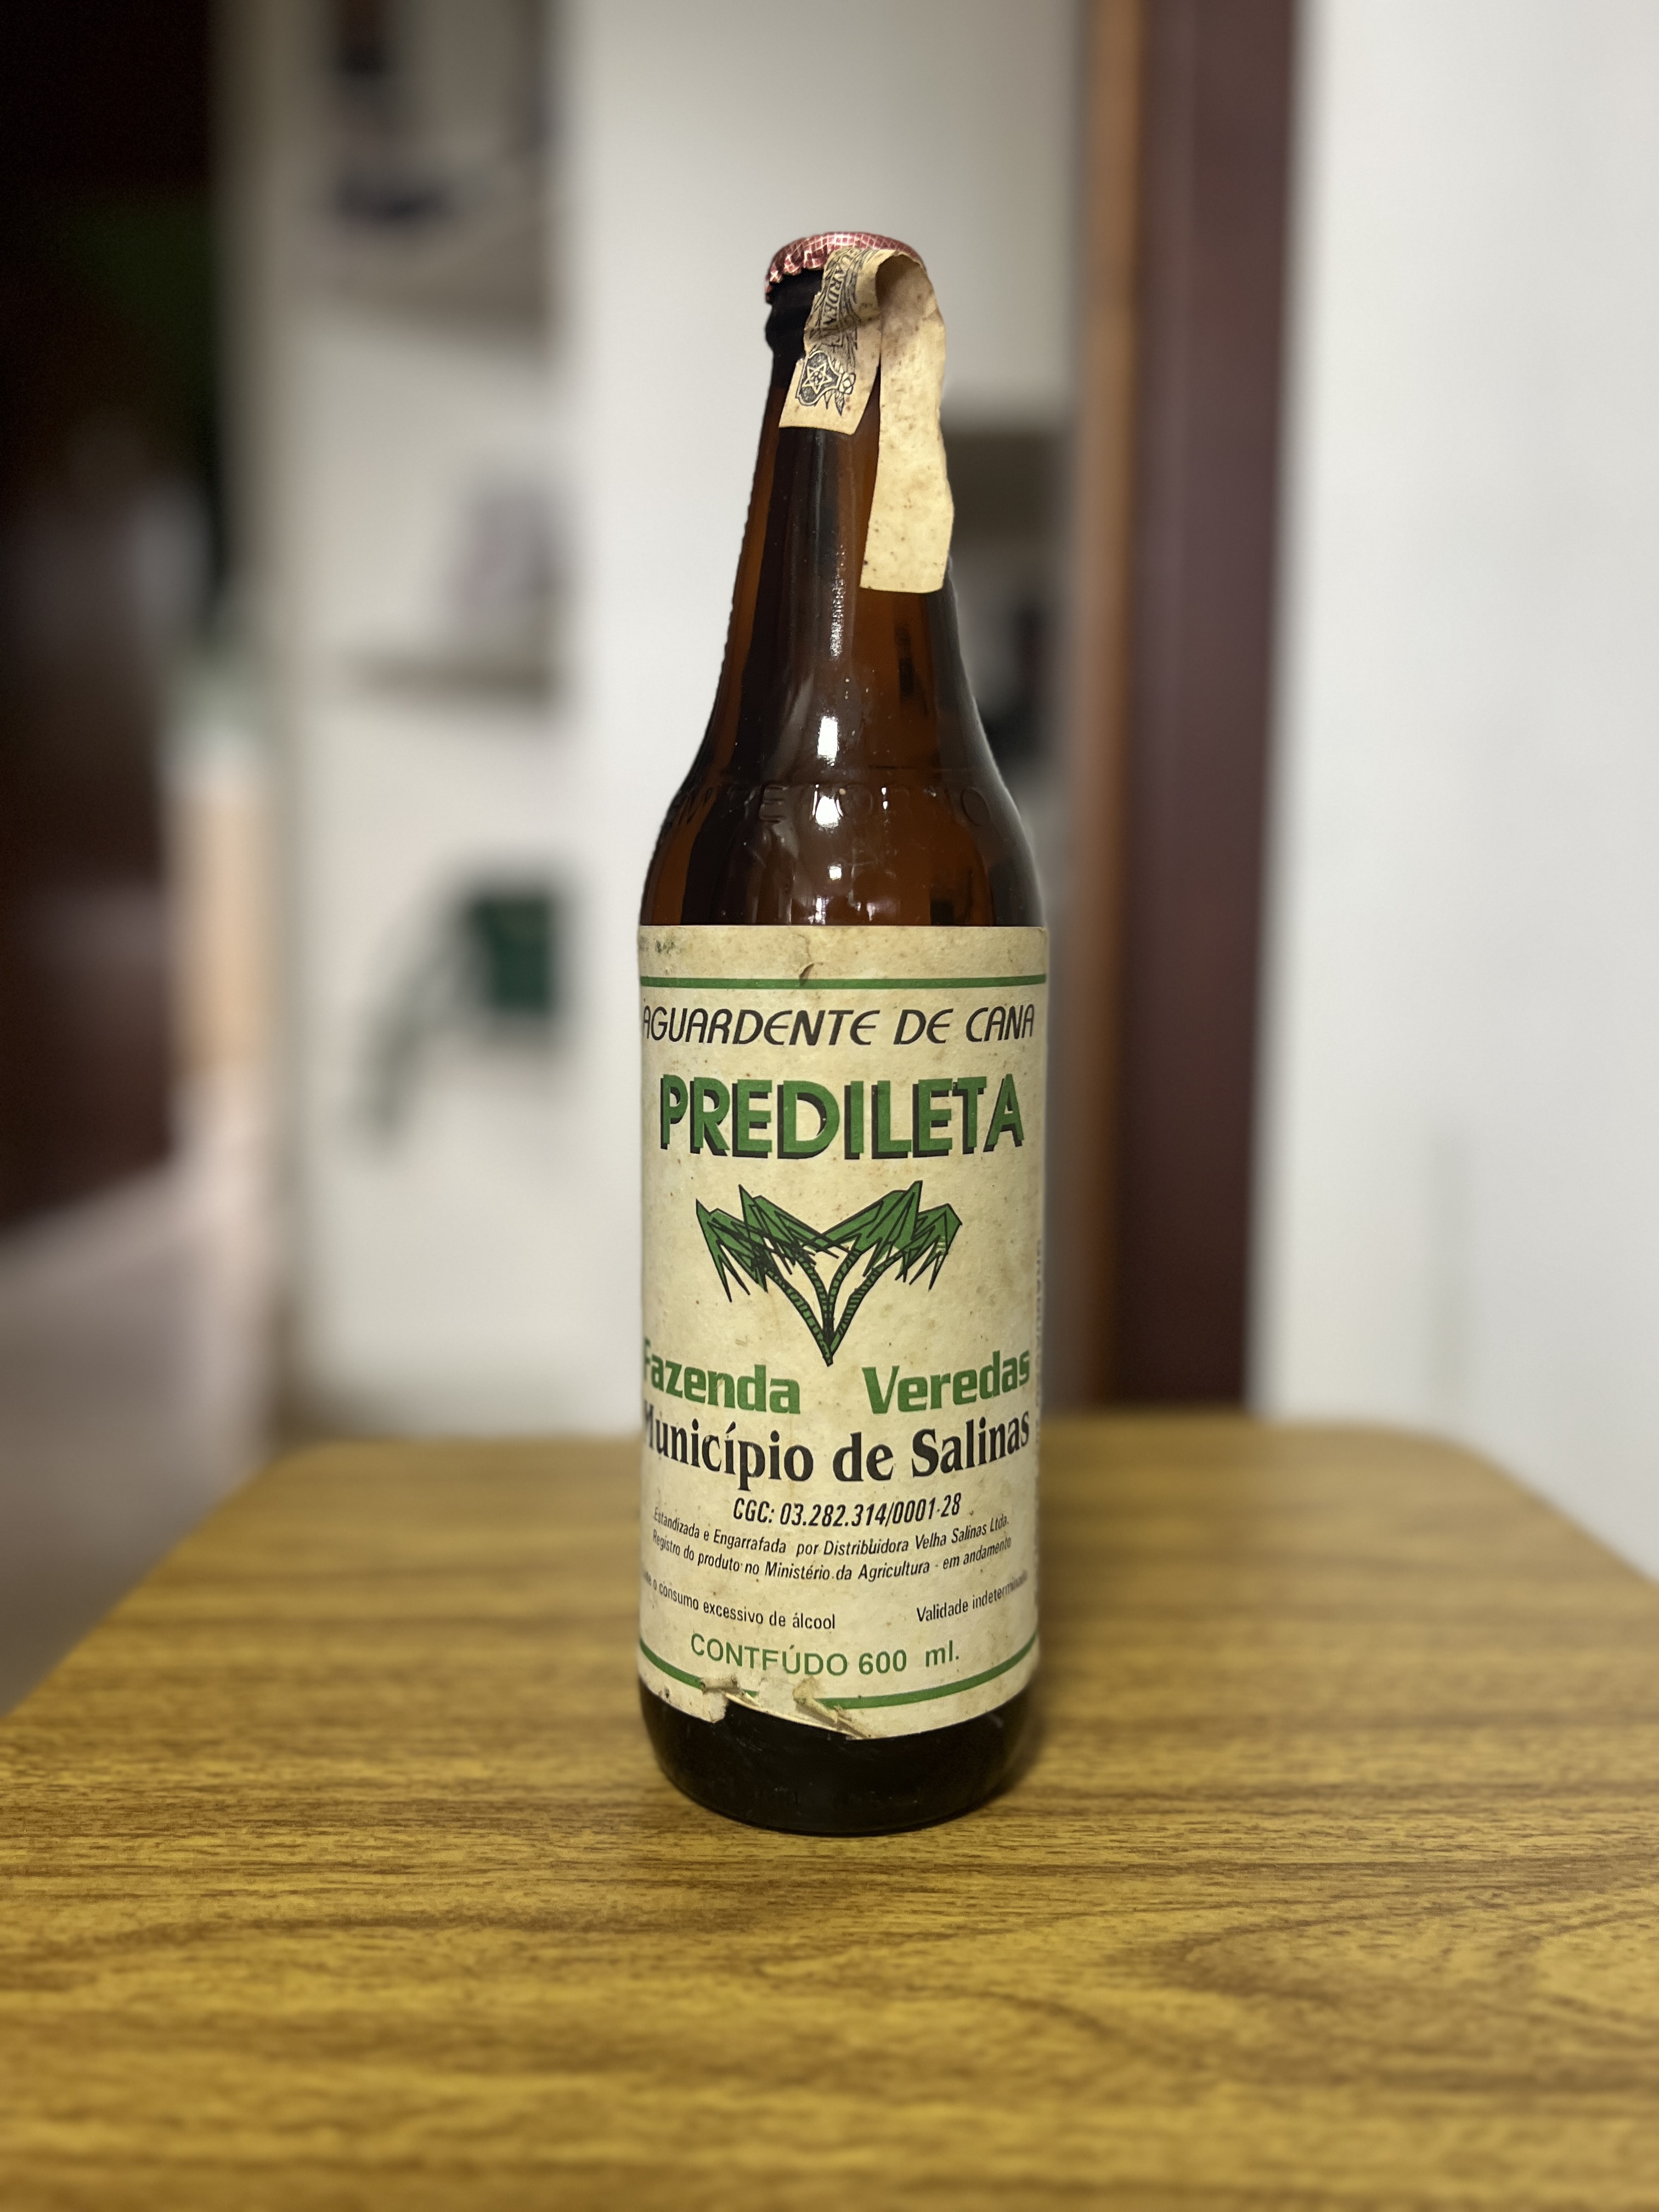 AGUARDENTE DE CANA
PREDILETA
Fazenda Veredas
Município de Salinas
CGC: 03.282.314/0001-28
Estandizada e Engarrafada por Distribuidora Velha Salinas Ltda.
Registro do produto no Ministério da Agricultura - em andamento
o consumo excessivo de álcool
Validade indeterminada
CONTEÚDO 600 ml.